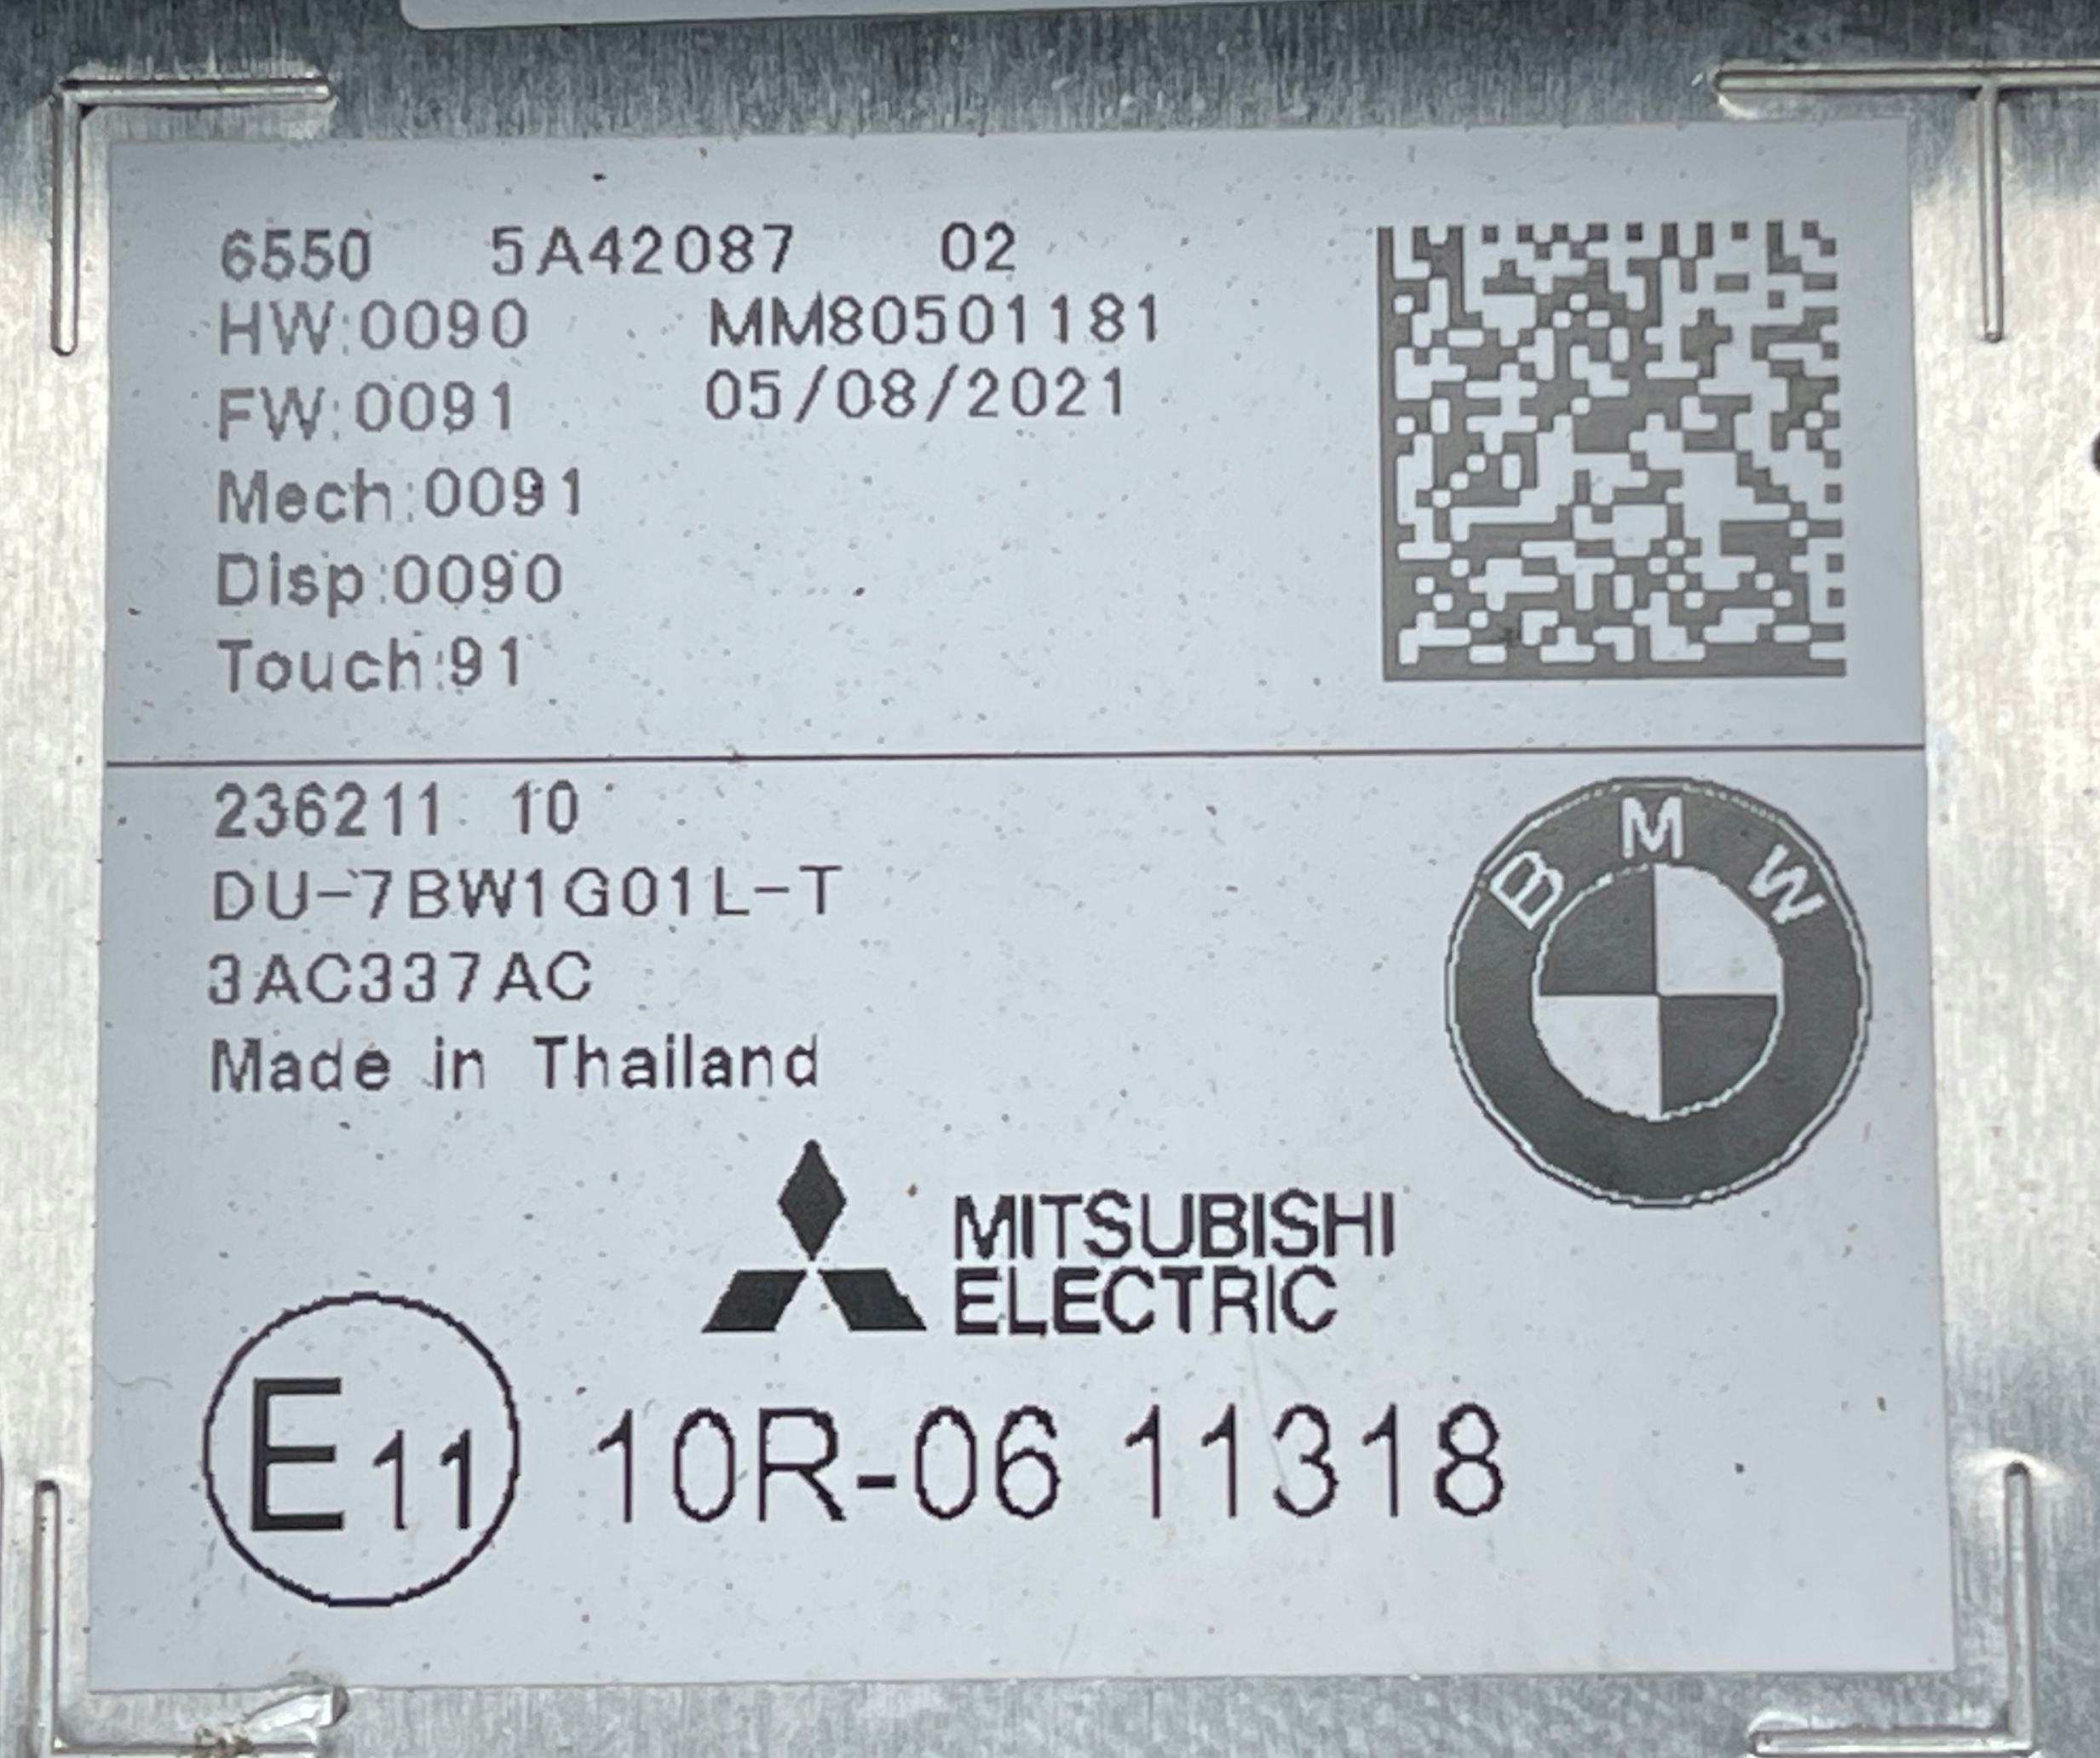 6550 5A42087 02
HW:0090 MM80501181
FW:0091 05/08/2021
Mech:0091
Disp:0090
Touch:91
236211 10
DU-7BW1G01L-T
3AC337AC
Made in Thailand
BMW
MITSUBISHI
ELECTRIC
E11 10R-06 11318